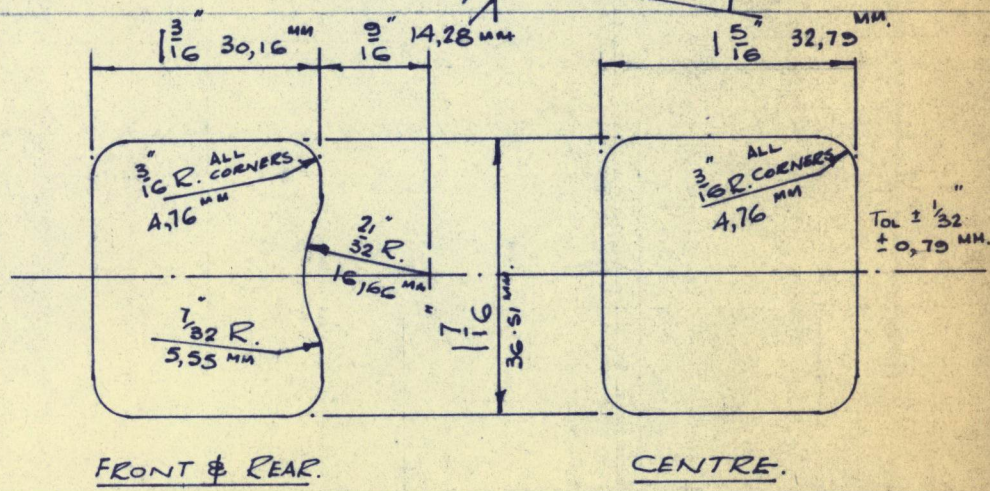 1 3/16" 30,16 MM
9/16" 14,28 MM
1 5/16" 32,79 MM.
3/16" R. ALL CORNERS
4,76 MM
21/32" R.
16,66 MM
7/32" R.
5,55 MM
1 7/16"
36.51 MM.
3/16" R. ALL CORNERS
4,76 MM
TOL ± 1/32"
± 0,79 MM.
FRONT & REAR.
CENTRE.